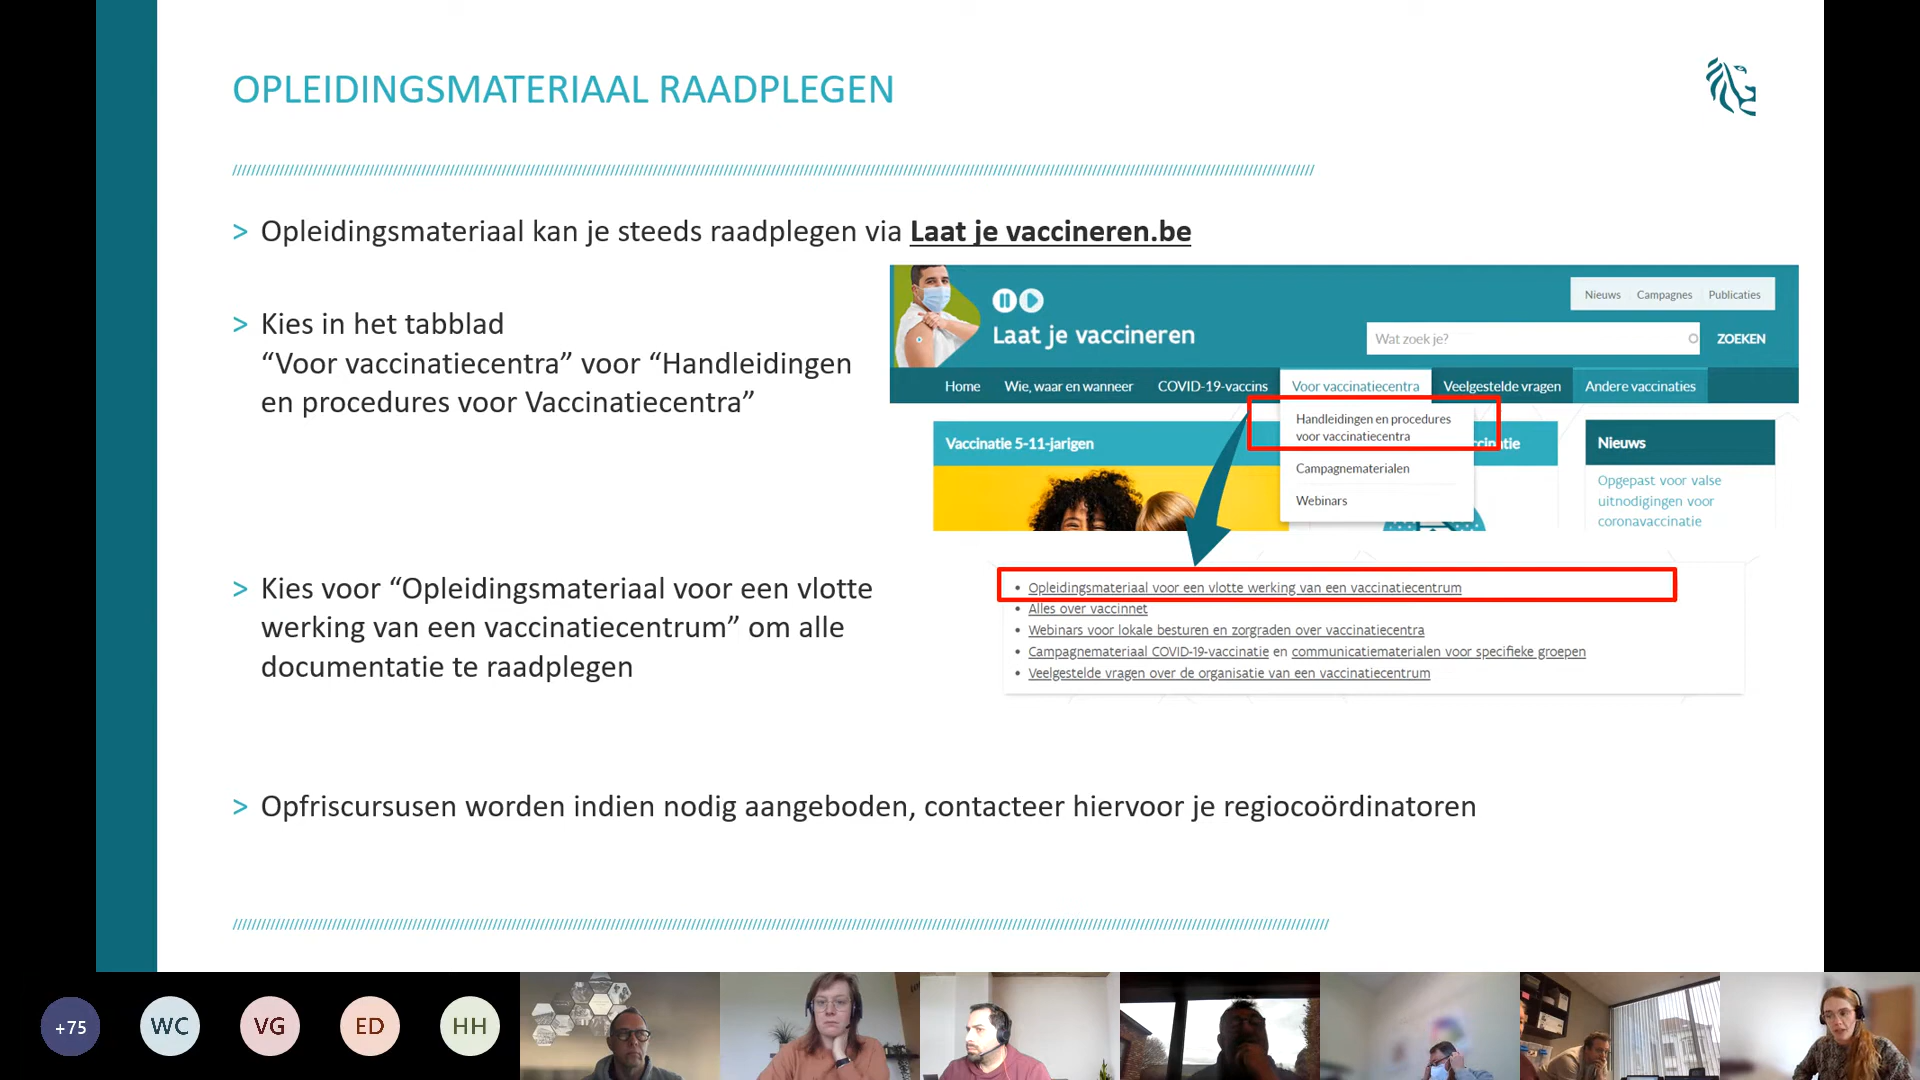 OPLEIDINGSMATERIAAL RAADPLEGEN
> Opleidingsmateriaal kan je steeds raadplegen via Laat je vaccineren.be
> Kies in het tabblad
“Voor vaccinatiecentra” voor “Handleidingen
en procedures voor Vaccinatiecentra”
Nieuws Campagnes Publicaties
Laat je vaccineren
Wat zoek je? ZOEKEN
Home Wie, waar en wanneer COVID-19-vaccins Voor vaccinatiecentra Veelgestelde vragen Andere vaccinaties
Handleidingen en procedures
voor vaccinatiecentra
Campagnematerialen
Webinars
Vaccinatie 5-11-jarigen
Nieuws
Opgepast voor valse
uitnodigingen voor
coronavaccinatie
> Kies voor “Opleidingsmateriaal voor een vlotte
werking van een vaccinatiecentrum” om alle
documentatie te raadplegen
• Opleidingsmateriaal voor een vlotte werking van een vaccinatiecentrum
• Alles over vaccinnet
• Webinars voor lokale besturen en zorgraden over vaccinatiecentra
• Campagnemateriaal COVID-19-vaccinatie en communicatiematerialen voor specifieke groepen
• Veelgestelde vragen over de organisatie van een vaccinatiecentrum
> Opfriscursusen worden indien nodig aangeboden, contacteer hiervoor je regiocoördinatoren
+75 WC VG ED HH